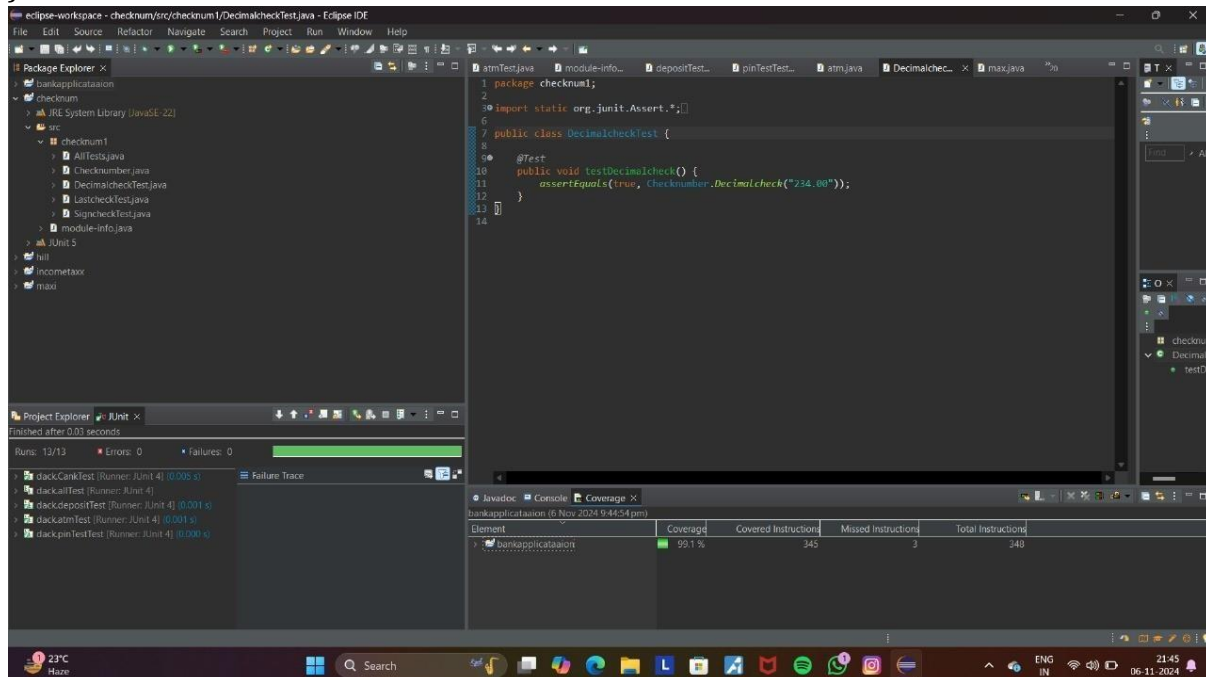 eclipse-workspace - checknum/src/checknum1/DecimalcheckTest.java - Eclipse IDE
File Edit Source Refactor Navigate Search Project Run Window Help
Package Explorer
bankapplicataaion
checknum
JRE System Library [JavaSE-22]
src
checknum1
AllTests.java
Checknumber.java
DecimalcheckTest.java
LastcheckTest.java
SigncheckTest.java
module-info.java
JUnit 5
hill
incometaxx
maxi
atmTest.java module-info... depositTest... pinTestTest... atm.java Decimalchec... max.java
1 package checknum1;
2
3 import static org.junit.Assert.*;
6
7 public class DecimalcheckTest {
8
9 @Test
10 public void testDecimalcheck() {
11 assertEquals(true, Checknumber.Decimalcheck("234.00"));
12 }
13 }
14
Find Al
checknu
Decimal
testD
Project Explorer JUnit
Finished after 0.03 seconds
Runs: 13/13 Errors: 0 Failures: 0
dack.CankTest [Runner: JUnit 4] (0.005 s)
dack.allTest [Runner: JUnit 4]
dack.depositTest [Runner: JUnit 4] (0.001 s)
dack.atmTest [Runner: JUnit 4] (0.001 s)
dack.pinTestTest [Runner: JUnit 4] (0.000 s)
Failure Trace
Javadoc Console Coverage
bankapplicataaion (6 Nov 2024 9:44:54 pm)
Element Coverage Covered Instructions Missed Instructions Total Instructions
bankapplicataaion 99.1 % 345 3 348
23°C
Haze
Search
ENG
IN
21:45
06-11-2024